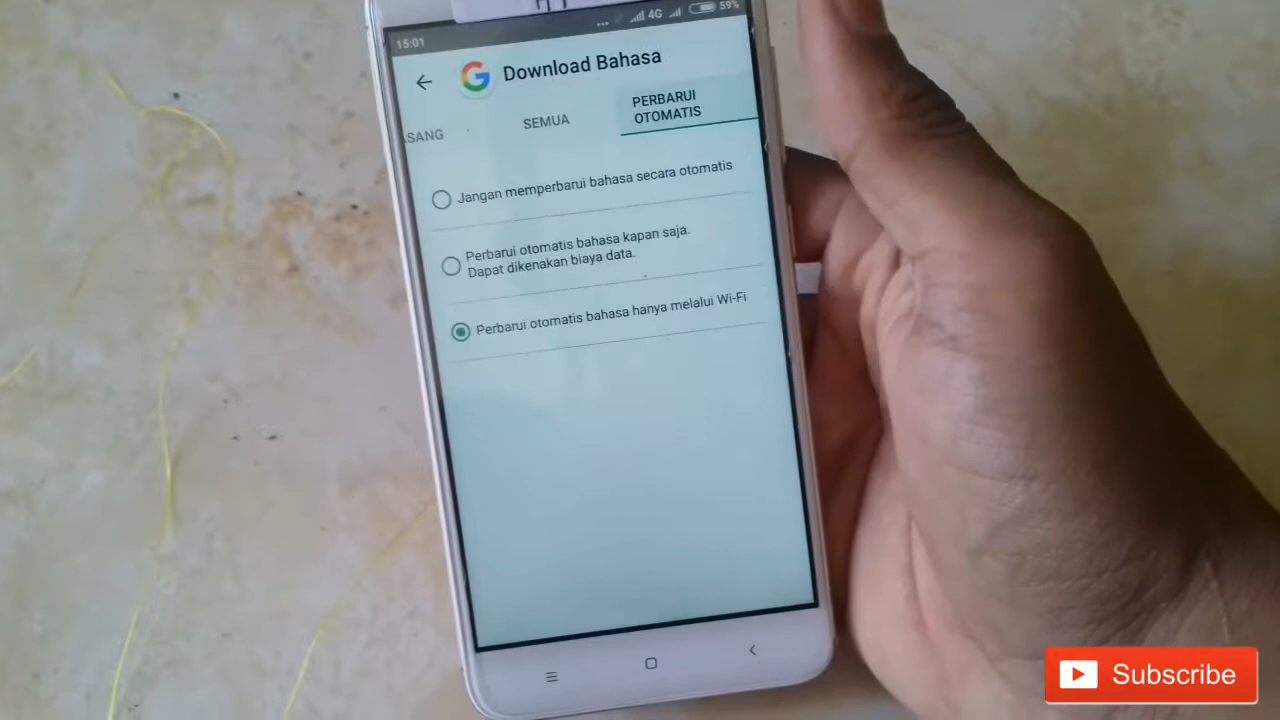 15:01
4G
59%
Download Bahasa
SANG
SEMUA
PERBARUI
OTOMATIS
Jangan memperbarui bahasa secara otomatis
Perbarui otomatis bahasa kapan saja.
Dapat dikenakan biaya data.
Perbarui otomatis bahasa hanya melalui Wi-Fi
Subscribe